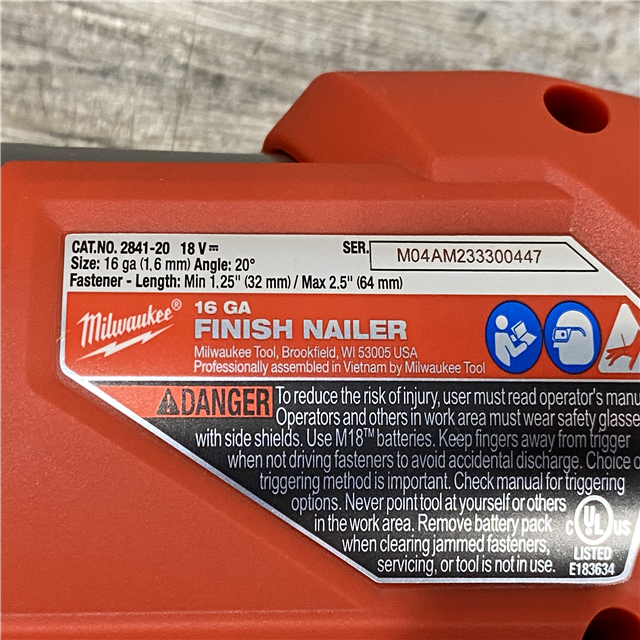 CAT.NO. 2841-20 18 V
SER. M04AM233300447
Size: 16 ga (1,6 mm) Angle: 20°
Fastener - Length: Min 1.25" (32 mm) / Max 2.5" (64 mm)
Milwaukee®
16 GA
FINISH NAILER
Milwaukee Tool, Brookfield, WI 53005 USA
Professionally assembled in Vietnam by Milwaukee Tool
DANGER To reduce the risk of injury, user must read operator's manu
Operators and others in work area must wear safety glasse
with side shields. Use M18™ batteries. Keep fingers away from trigger
when not driving fasteners to avoid accidental discharge. Choice o
triggering method is important. Check manual for triggering
options. Never point tool at yourself or others
in the work area. Remove battery pack
when clearing jammed fasteners,
servicing, or tool is not in use.
c UL US
LISTED
E183634